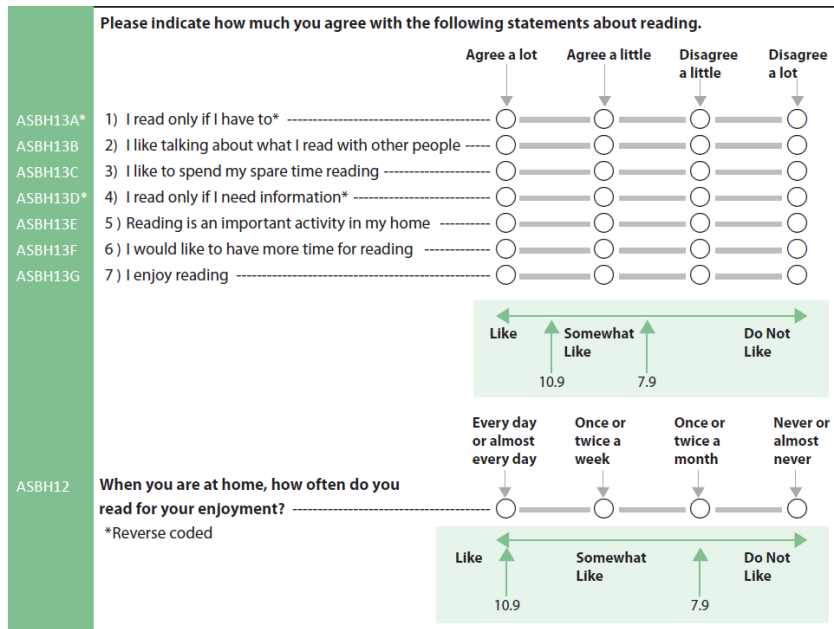 Please indicate how much you agree with the following statements about reading.
Agree a lot Agree a little Disagree a little Disagree a lot
ASBH13A* 1) I read only if I have to*
ASBH13B 2) I like talking about what I read with other people
ASBH13C 3) I like to spend my spare time reading
ASBH13D* 4) I read only if I need information*
ASBH13E 5) Reading is an important activity in my home
ASBH13F 6) I would like to have more time for reading
ASBH13G 7) I enjoy reading
Like Somewhat Like Do Not Like
10.9 7.9
Every day or almost every day Once or twice a week Once or twice a month Never or almost never
ASBH12 When you are at home, how often do you
read for your enjoyment?
*Reverse coded
Like Somewhat Like Do Not Like
10.9 7.9